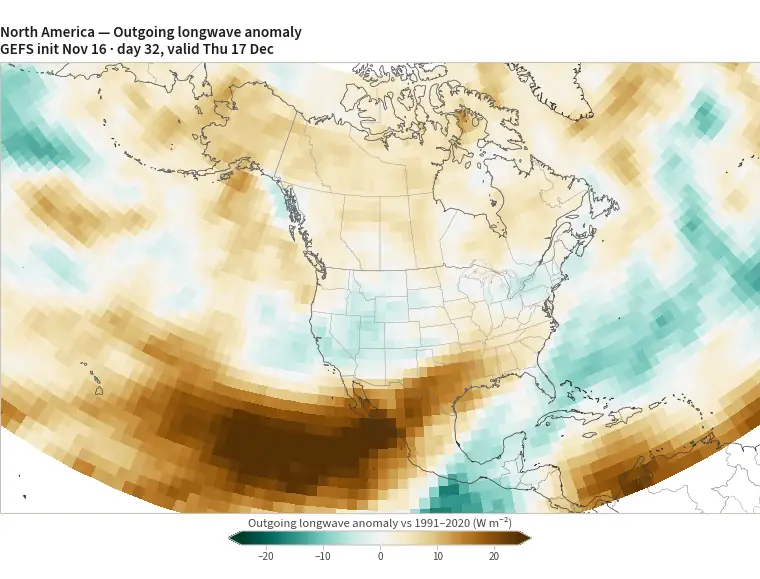 North America — Outgoing longwave anomaly
GEFS init Nov 16 · day 32, valid Thu 17 Dec
Outgoing longwave anomaly vs 1991–2020 (W m⁻²)
−20 −10 0 10 20